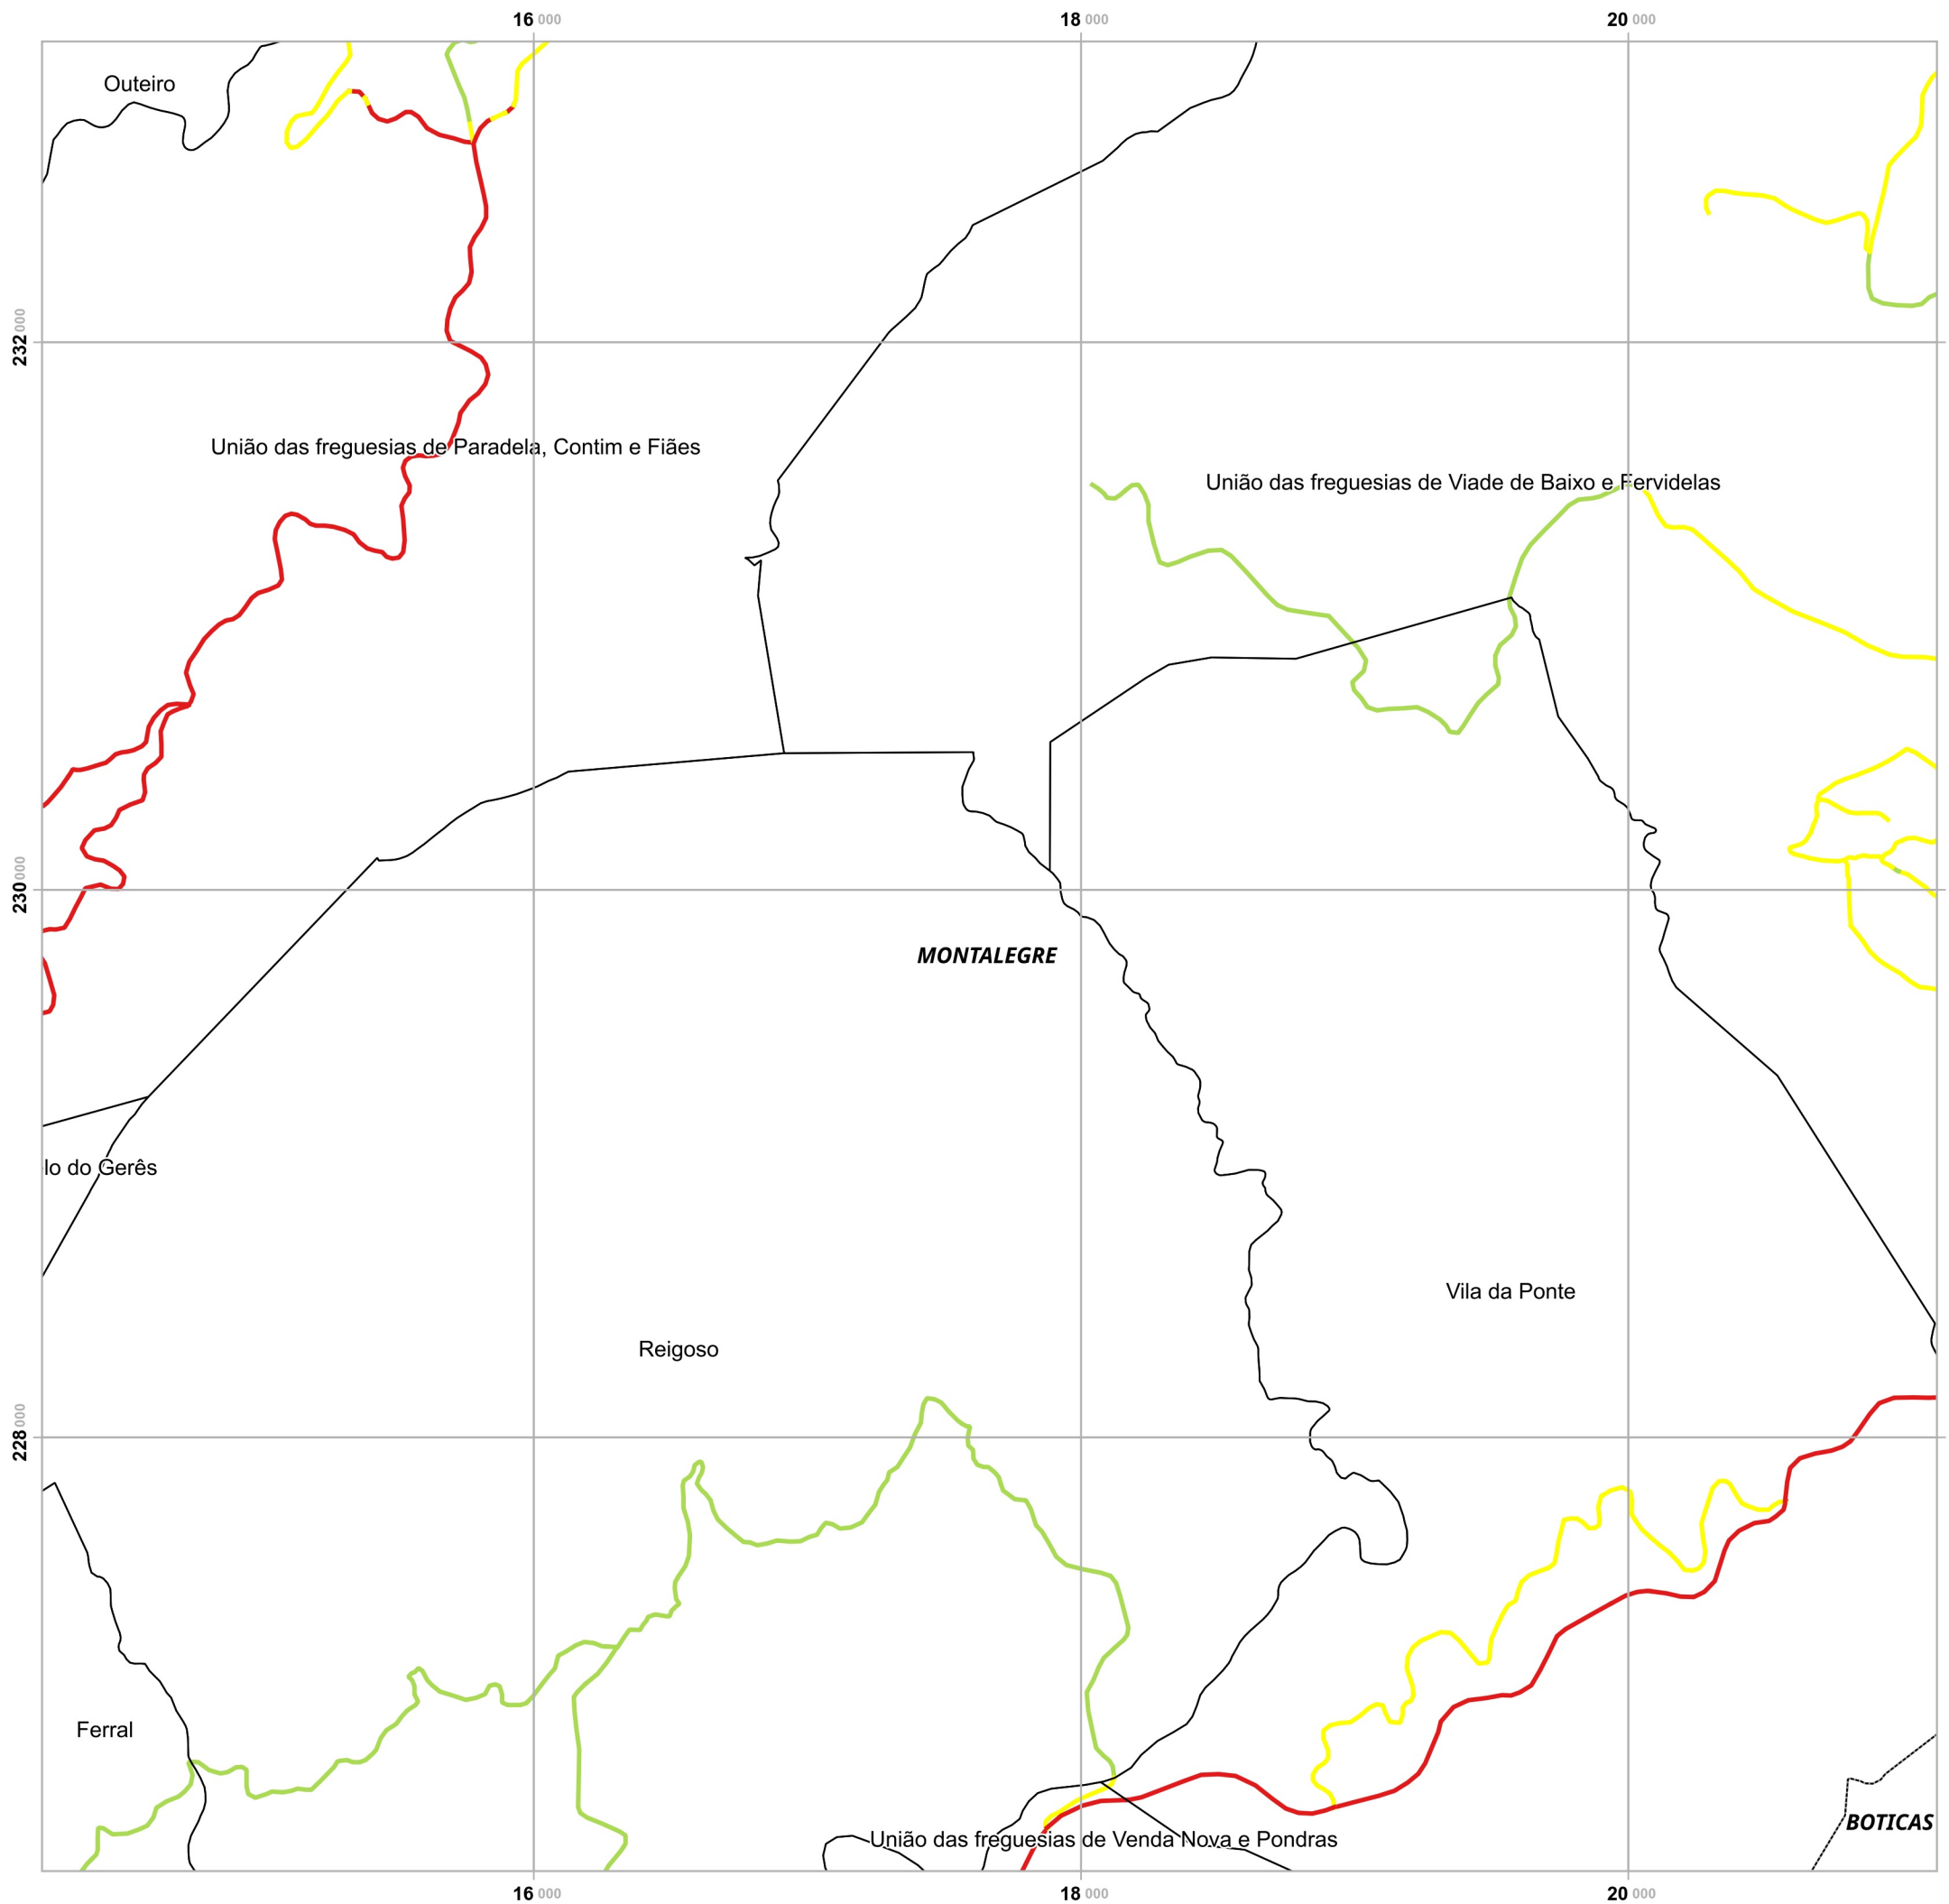 16 000
18 000
20 000
Outeiro
232 000
União das freguesias de Paradela, Contim e Fiães
União das freguesias de Viade de Baixo e Fervidelas
230 000
MONTALEGRE
lo do Gerês
Vila da Ponte
Reigoso
228 000
Ferral
BOTICAS
União das freguesias de Venda Nova e Pondras
16 000
18 000
20 000